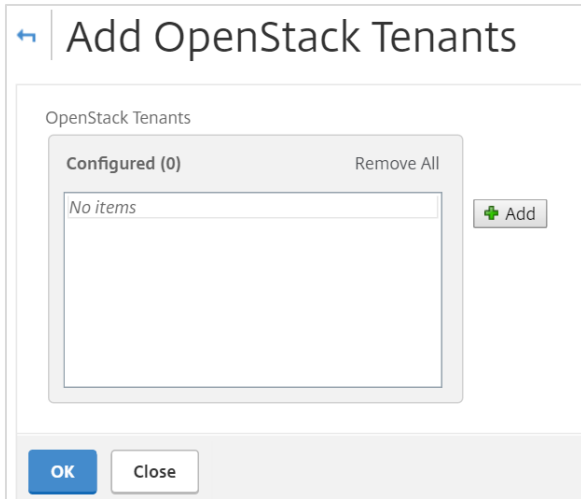 Add OpenStack Tenants
OpenStack Tenants
Configured (0) Remove All
No items
Add
OK Close